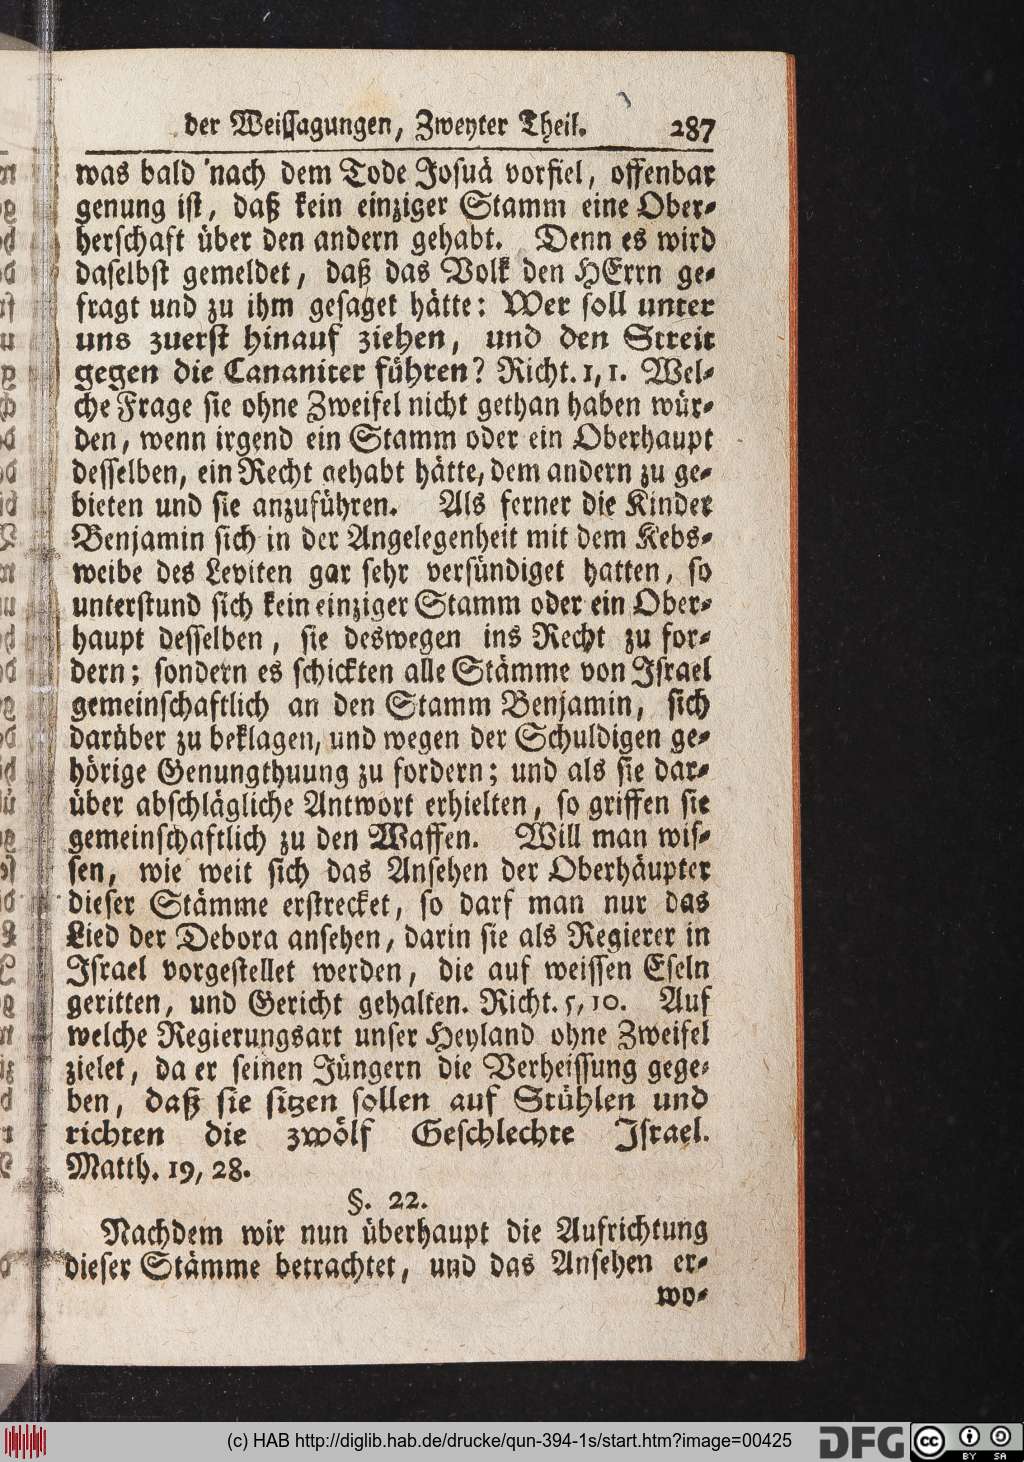 der Weissagungen, Zweyter Theil. 287
was bald nach dem Tode Josuä vorfiel, offenbar
genung ist, daß kein einziger Stamm eine Ober-
herschaft über den andern gehabt. Denn es wird
daselbst gemeldet, daß das Volk den HErrn ge-
fragt und zu ihm gesaget hätte: Wer soll unter
uns zuerst hinauf ziehen, und den Streit
gegen die Cananiter führen? Richt. 1, 1. Wel-
che Frage sie ohne Zweifel nicht gethan haben wür-
den, wenn irgend ein Stamm oder ein Oberhaupt
desselben, ein Recht gehabt hätte, dem andern zu ge-
bieten und sie anzuführen. Als ferner die Kinder
Benjamin sich in der Angelegenheit mit dem Kebs-
weibe des Leviten gar sehr versündiget hatten, so
unterstund sich kein einziger Stamm oder ein Ober-
haupt desselben, sie deswegen ins Recht zu for-
dern; sondern es schickten alle Stämme von Israel
gemeinschaftlich an den Stamm Benjamin, sich
darüber zu beklagen, und wegen der Schuldigen ge-
hörige Genungthuung zu fordern; und als sie dar-
über abschlägliche Antwort erhielten, so griffen sie
gemeinschaftlich zu den Waffen. Will man wis-
sen, wie weit sich das Ansehen der Oberhäupter
dieser Stämme erstrecket, so darf man nur das
Lied der Debora ansehen, darin sie als Regierer in
Israel vorgestellet werden, die auf weissen Eseln
geritten, und Gericht gehalten. Richt. 5, 10. Auf
welche Regierungsart unser Heyland ohne Zweifel
zielet, da er seinen Jüngern die Verheissung gege-
ben, daß sie sitzen sollen auf Stühlen und
richten die zwölf Geschlechte Israel.
Matth. 19, 28.
§. 22.
Nachdem wir nun überhaupt die Aufrichtung
dieser Stämme betrachtet, und das Ansehen er-
wo-
(c) HAB http://diglib.hab.de/drucke/qun-394-1s/start.htm?image=00425
DFG
cc
BY SA